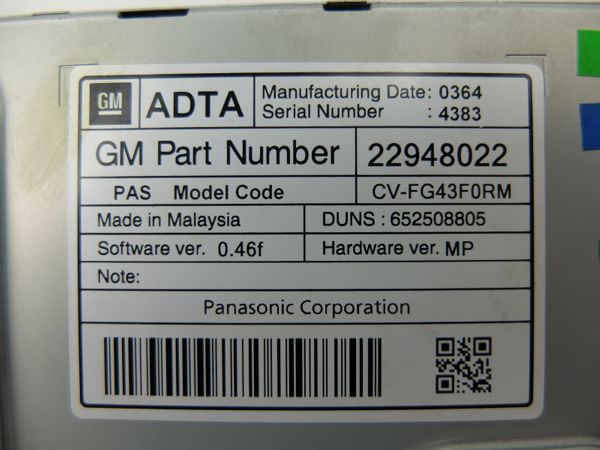 GM ADTA Manufacturing Date: 0364
Serial Number : 4383
GM Part Number 22948022
PAS Model Code CV-FG43F0RM
Made in Malaysia DUNS : 652508805
Software ver. 0.46f Hardware ver. MP
Note:
Panasonic Corporation